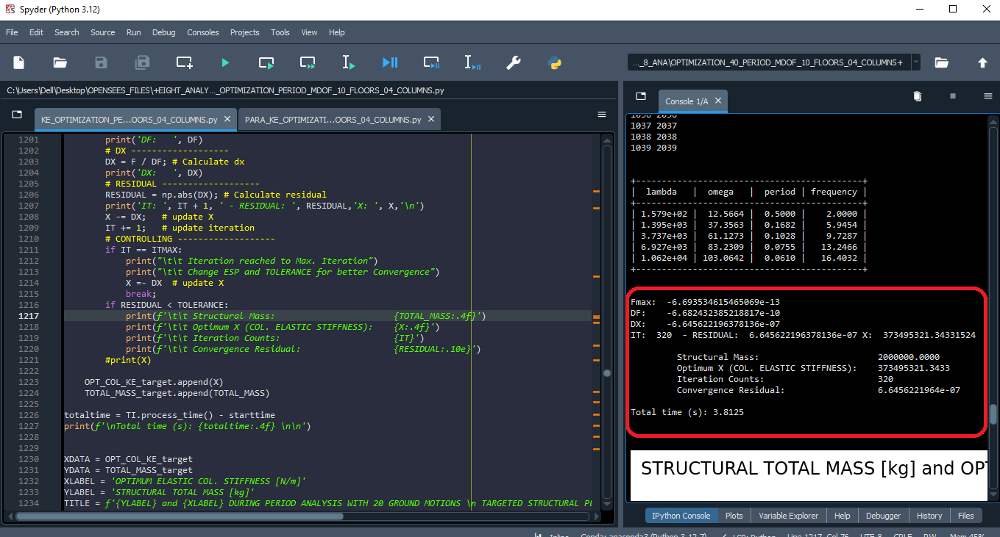 Spyder (Python 3.12)
File Edit Search Source Run Debug Consoles Projects Tools View Help
..._8_ANA\OPTIMIZATION_40_PERIOD_MDOF_10_FLOORS_04_COLUMNS+
C:\Users\Dell\Desktop\OPENSEES_FILES\+EIGHT_ANALY..._OPTIMIZATION_PERIOD_MDOF_10_FLOORS_04_COLUMNS.py
KE_OPTIMIZATION_PE...OORS_04_COLUMNS.py
PARA_KE_OPTIMIZATI...OORS_04_COLUMNS.py
1201 print('DF:   ', DF)
1202 # DX -------------------
1203 DX = F / DF; # Calculate dx
1204 print('DX:   ', DX)
1205 # RESIDUAL -------------------
1206 RESIDUAL = np.abs(DX); # Calculate residual
1207 print('IT: ', IT + 1, ' - RESIDUAL: ', RESIDUAL,'X: ', X,'\n')
1208 X -= DX;   # update X
1209 IT += 1;   # update iteration
1210 # CONTROLLING -------------------
1211 if IT == ITMAX:
1212 print("\t\t Iteration reached to Max. Iteration")
1213 print("\t\t Change ESP and TOLERANCE for better Convergence")
1214 X =- DX  # update X
1215 break;
1216 if RESIDUAL < TOLERANCE:
1217 print(f'\t\t Structural Mass:                       {TOTAL_MASS:.4f}')
1218 print(f'\t\t Optimum X (COL. ELASTIC STIFFNESS):    {X:.4f}')
1219 print(f'\t\t Iteration Counts:                      {IT}')
1220 print(f'\t\t Convergence Residual:                  {RESIDUAL:.10e}')
1221 #print(X)
1222
1223 OPT_COL_KE_target.append(X)
1224 TOTAL_MASS_target.append(TOTAL_MASS)
1225
1226 totaltime = TI.process_time() - starttime
1227 print(f'\nTotal time (s): {totaltime:.4f} \n\n')
1228
1229
1230 XDATA = OPT_COL_KE_target
1231 YDATA = TOTAL_MASS_target
1232 XLABEL = 'OPTIMUM ELASTIC COL. STIFFNESS [N/m]'
1233 YLABEL = 'STRUCTURAL TOTAL MASS [kg]'
1234 TITLE = f'{YLABEL} and {XLABEL} DURING PERIOD ANALYSIS WITH 20 GROUND MOTIONS \n TARGETED STRUCTURAL PE
Console 1/A
1036 2036
1037 2037
1038 2038
1039 2039
+--------------------------------------------+
|  lambda   |  omega   |  period | frequency |
+--------------------------------------------+
| 1.579e+02 |  12.5664 |  0.5000 |    2.0000 |
| 1.395e+03 |  37.3563 |  0.1682 |    5.9454 |
| 3.737e+03 |  61.1273 |  0.1028 |    9.7287 |
| 6.927e+03 |  83.2309 |  0.0755 |   13.2466 |
| 1.062e+04 | 103.0642 |  0.0610 |   16.4032 |
+--------------------------------------------+
Fmax:  -6.693534615465069e-13
DF:    -6.682432385218817e-10
DX:    -6.645622196378136e-07
IT:  320  - RESIDUAL:  6.645622196378136e-07 X:  373495321.34331524
Structural Mass:                       2000000.0000
Optimum X (COL. ELASTIC STIFFNESS):    373495321.3433
Iteration Counts:                      320
Convergence Residual:                  6.6456221964e-07
Total time (s): 3.8125
STRUCTURAL TOTAL MASS [kg] and OPT
IPython Console Plots Variable Explorer Help Debugger History Files
Inline Conda: anaconda3 (Python 3.12.7) LSP: Python Line 1217, Col 76 UTF-8 CRLF RW Mem 45%